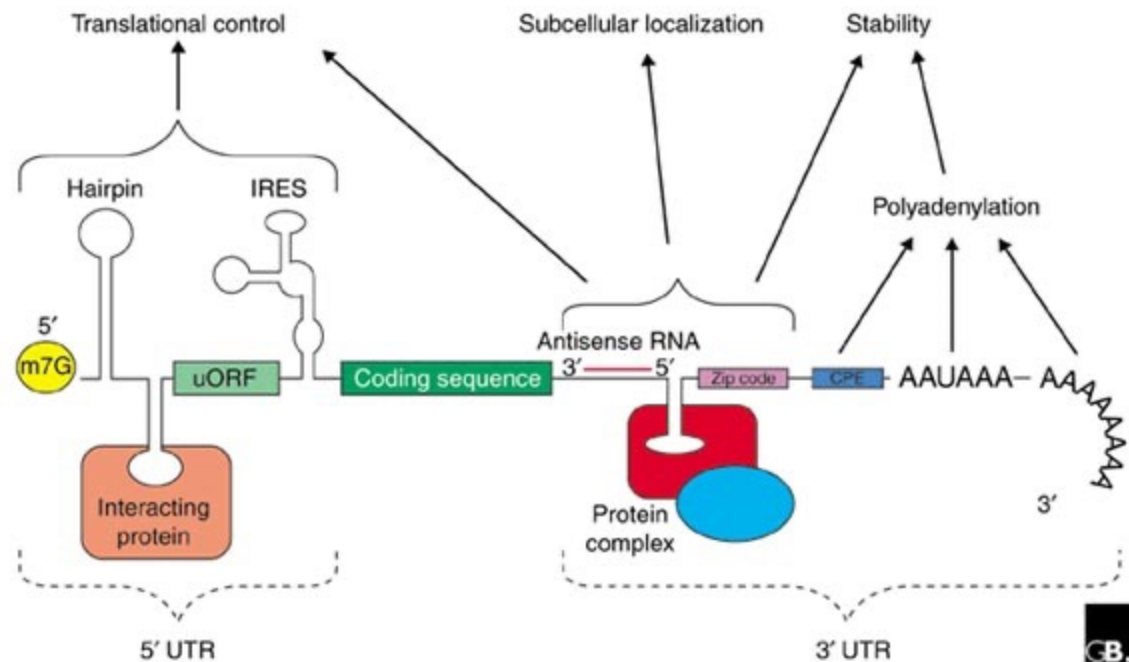 Translational control
Subcellular localization
Stability
Hairpin
IRES
Polyadenylation
5′
m7G
uORF
Coding sequence
Antisense RNA
3′
5′
Zip code
CPE
AAUAAA – AAAAAAA
3′
Interacting
protein
Protein
complex
5′ UTR
3′ UTR
GB